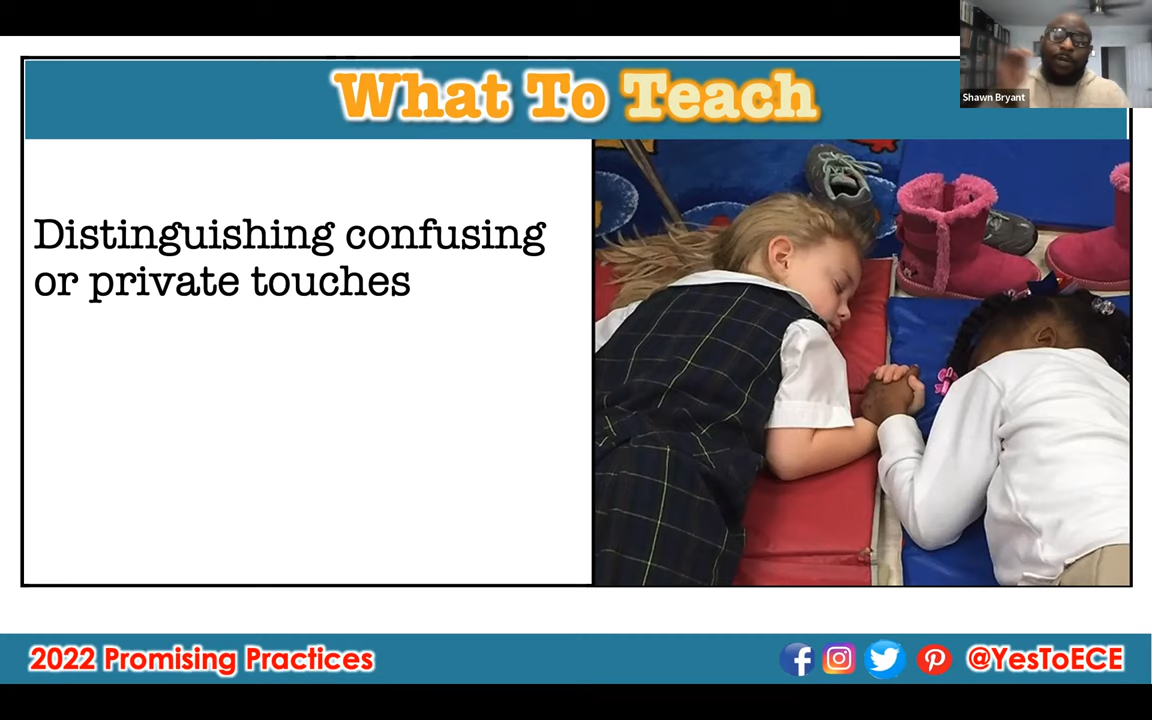 What To Teach
Shawn Bryant
Distinguishing confusing
or private touches
2022 Promising Practices
@YesToECE